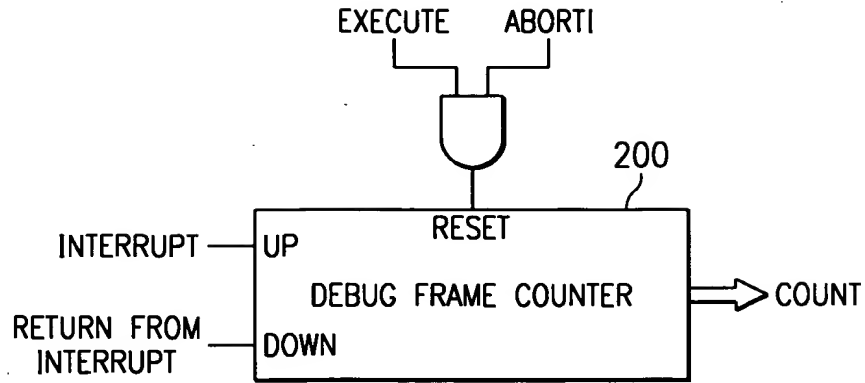 EXECUTE ABORTI
200
RESET
INTERRUPT UP
DEBUG FRAME COUNTER
COUNT
RETURN FROM
INTERRUPT
DOWN